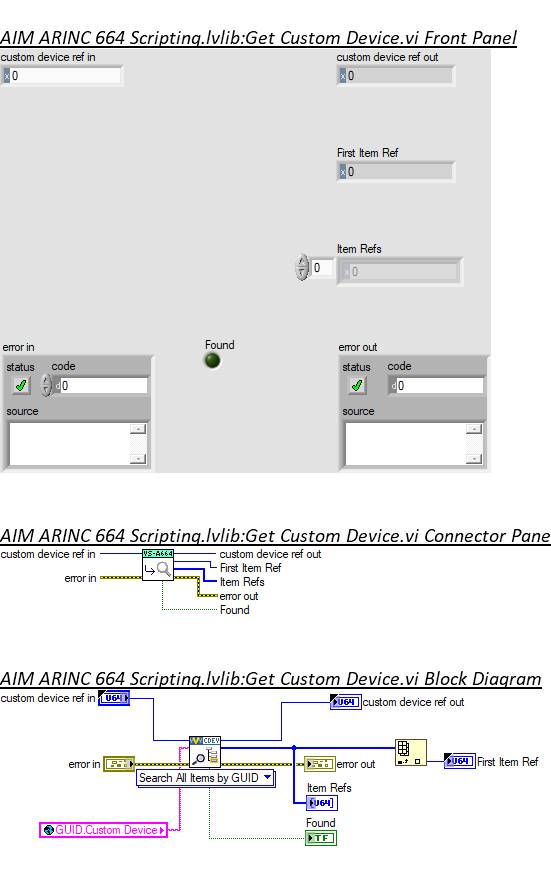 AIM ARINC 664 Scripting.lvlib:Get Custom Device.vi Front Panel
custom device ref in
custom device ref out
x 0
x 0
First Item Ref
x 0
Item Refs
0
x 0
error in
Found
error out
status code
status code
d 0
d 0
source
source
AIM ARINC 664 Scripting.lvlib:Get Custom Device.vi Connector Pane
custom device ref in
VS-A664
custom device ref out
First Item Ref
error in
Item Refs
error out
Found
AIM ARINC 664 Scripting.lvlib:Get Custom Device.vi Block Diagram
custom device ref in
U64
U64
custom device ref out
CDEV
error in
error out
U64
First Item Ref
Search All Items by GUID
Item Refs
U64
Found
GUID.Custom Device
TF